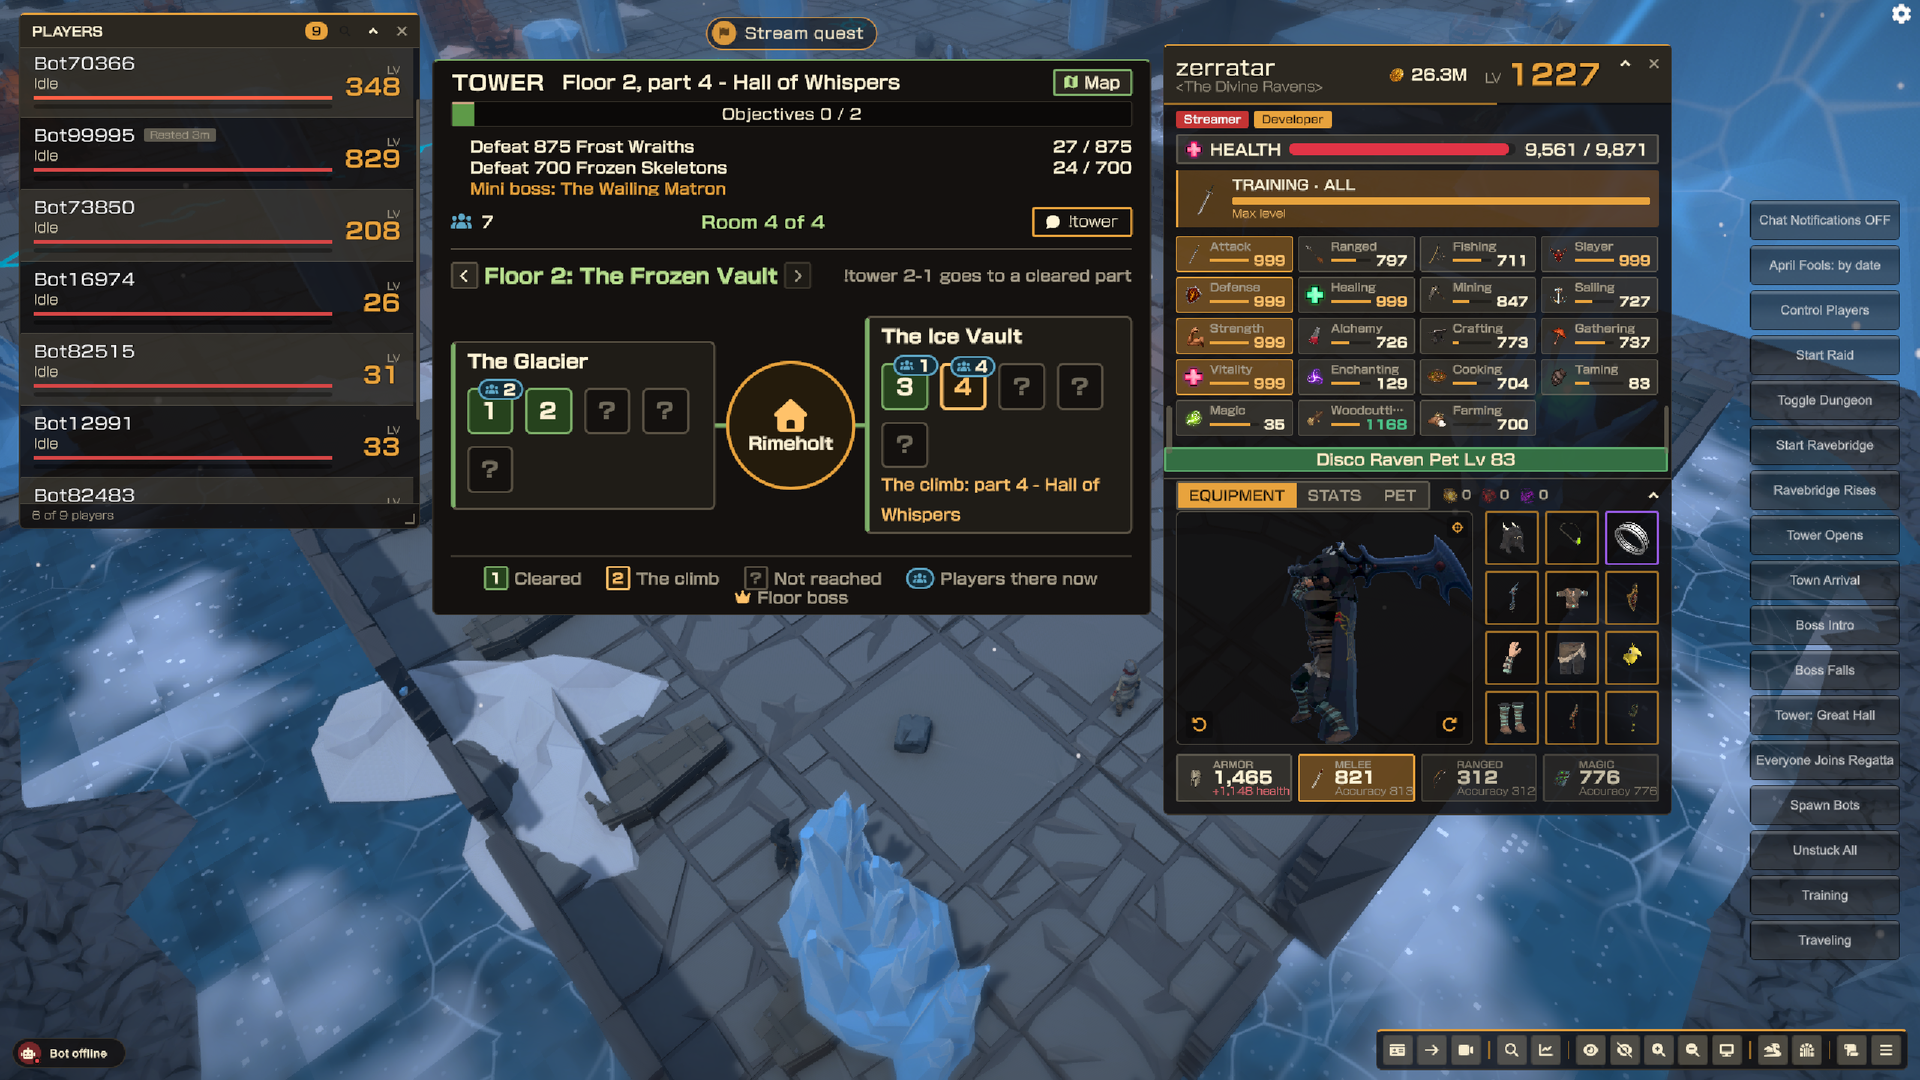 PLAYERS
9
Bot70366
Idle
LV
348
Bot99995
Rested 3m
Idle
LV
829
Bot73850
Idle
LV
208
Bot16974
Idle
LV
26
Bot82515
Idle
LV
31
Bot12991
Idle
LV
33
Bot82483
LV
6 of 9 players
Stream quest
TOWER Floor 2, part 4 - Hall of Whispers
Map
Objectives 0 / 2
Defeat 875 Frost Wraiths 27 / 875
Defeat 700 Frozen Skeletons 24 / 700
Mini boss: The Wailing Matron
7
Room 4 of 4
!tower
Floor 2: The Frozen Vault
!tower 2-1 goes to a cleared part
The Glacier
2
1 2 ? ?
?
Rimeholt
The Ice Vault
1 4
3 4 ? ?
?
The climb: part 4 - Hall of
Whispers
1 Cleared
2 The climb
? Not reached
Players there now
Floor boss
zerratar
<The Divine Ravens>
26.3M
LV 1227
Streamer
Developer
HEALTH 9,561 / 9,871
TRAINING · ALL
Max level
Attack 999
Ranged 797
Fishing 711
Slayer 999
Defense 999
Healing 999
Mining 847
Sailing 727
Strength 999
Alchemy 726
Crafting 773
Gathering 737
Vitality 999
Enchanting 129
Cooking 704
Taming 83
Magic 35
Woodcutti··· 1168
Farming 700
Disco Raven Pet Lv 83
EQUIPMENT STATS PET
0 0 0
ARMOR
1,465
+1,148 health
MELEE
821
Accuracy 813
RANGED
312
Accuracy 312
MAGIC
776
Accuracy 776
Chat Notifications OFF
April Fools: by date
Control Players
Start Raid
Toggle Dungeon
Start Ravebridge
Ravebridge Rises
Tower Opens
Town Arrival
Boss Intro
Boss Falls
Tower: Great Hall
Everyone Joins Regatta
Spawn Bots
Unstuck All
Training
Traveling
Bot offline